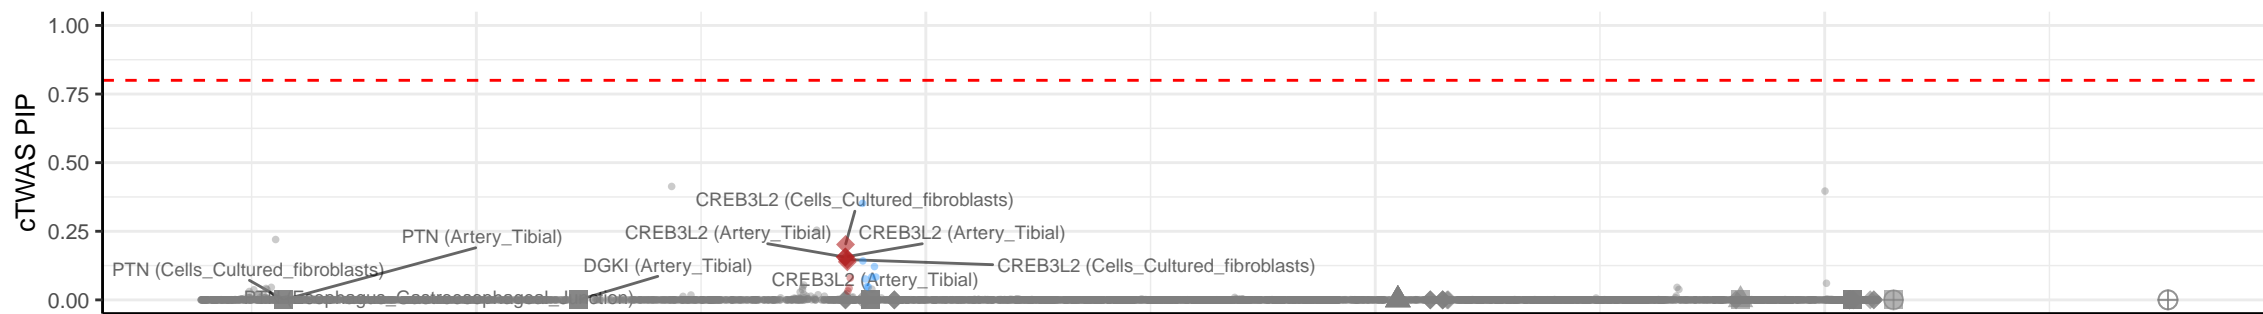 1.00
0.75
0.50
0.25
0.00
cTWAS PIP
CREB3L2 (Cells_Cultured_fibroblasts)
CREB3L2 (Artery_Tibial)
CREB3L2 (Artery_Tibial)
PTN (Artery_Tibial)
PTN (Cells_Cultured_fibroblasts)
DGKI (Artery_Tibial)
CREB3L2 (Cells_Cultured_fibroblasts)
CREB3L2 (Artery_Tibial)